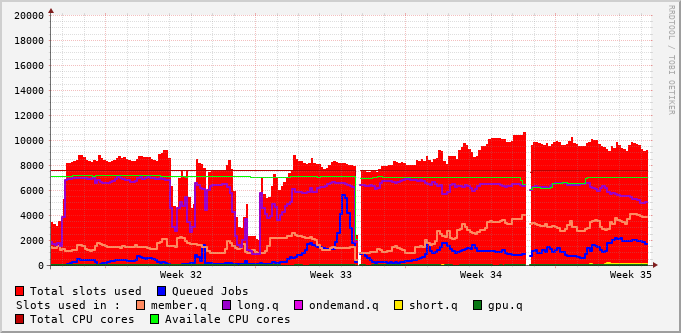 20000
18000
16000
14000
12000
10000
8000
6000
4000
2000
0
Week 32 Week 33 Week 34 Week 35
Total slots used Queued Jobs
Slots used in : member.q long.q ondemand.q short.q gpu.q
Total CPU cores Availale CPU cores
RRDTOOL / TOBI OETIKER